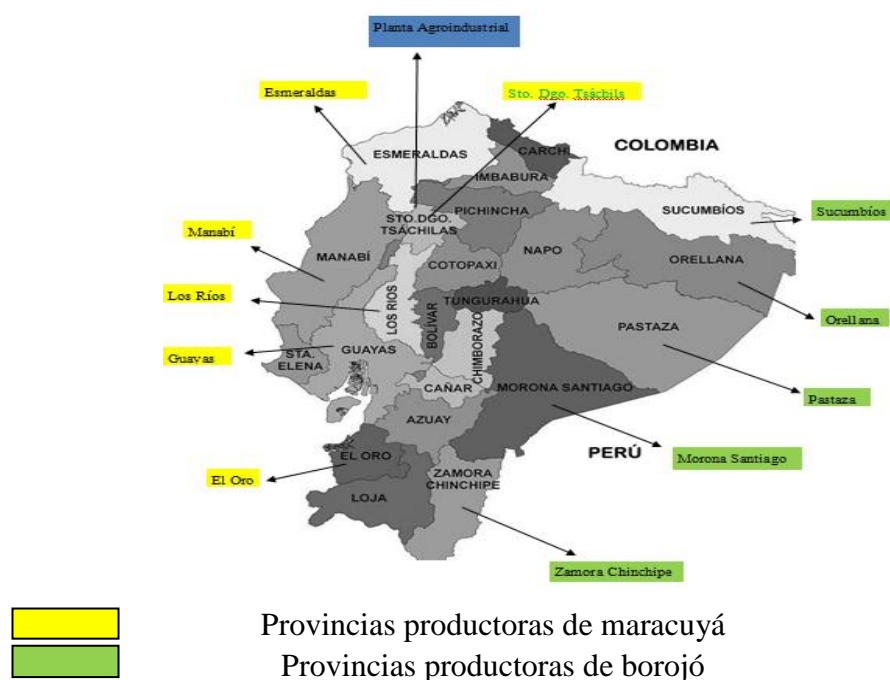 Planta Agroindustrial
Esmeraldas
Sto. Dgo. Tsáchils
COLOMBIA
CARCHI
ESMERALDAS
IMBABURA
SUCUMBÍOS
Sucumbíos
PICHINCHA
STO.DGO.
TSÁCHILAS
Manabí
MANABÍ
COTOPAXI
NAPO
ORELLANA
Los Ríos
LOS RIOS
TUNGURAHUA
Orellana
BOLÍVAR
PASTAZA
CHIMBORAZO
Guayas
GUAYAS
STA.
ELENA
CAÑAR
MORONA SANTIAGO
Pastaza
AZUAY
PERÚ
Morona Santiago
EL ORO
El Oro
ZAMORA
CHINCHIPE
LOJA
Zamora Chinchipe
Provincias productoras de maracuyá
Provincias productoras de borojó